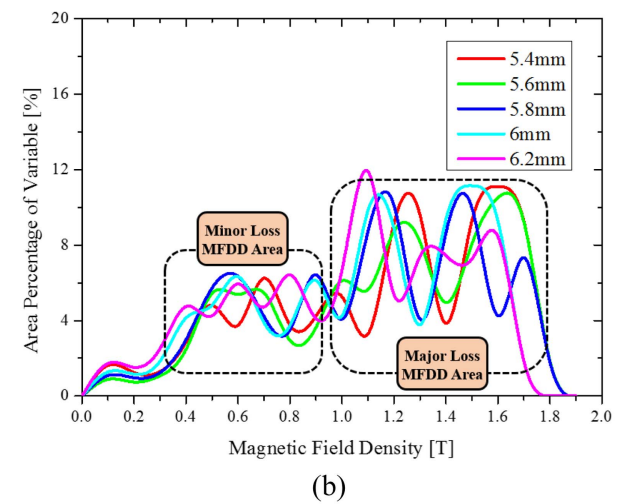 20
16
12
8
4
0
Area Percentage of Variable [%]
5.4mm
5.6mm
5.8mm
6mm
6.2mm
Minor Loss
MFDD Area
Major Loss
MFDD Area
0.0 0.2 0.4 0.6 0.8 1.0 1.2 1.4 1.6 1.8 2.0
Magnetic Field Density [T]
(b)